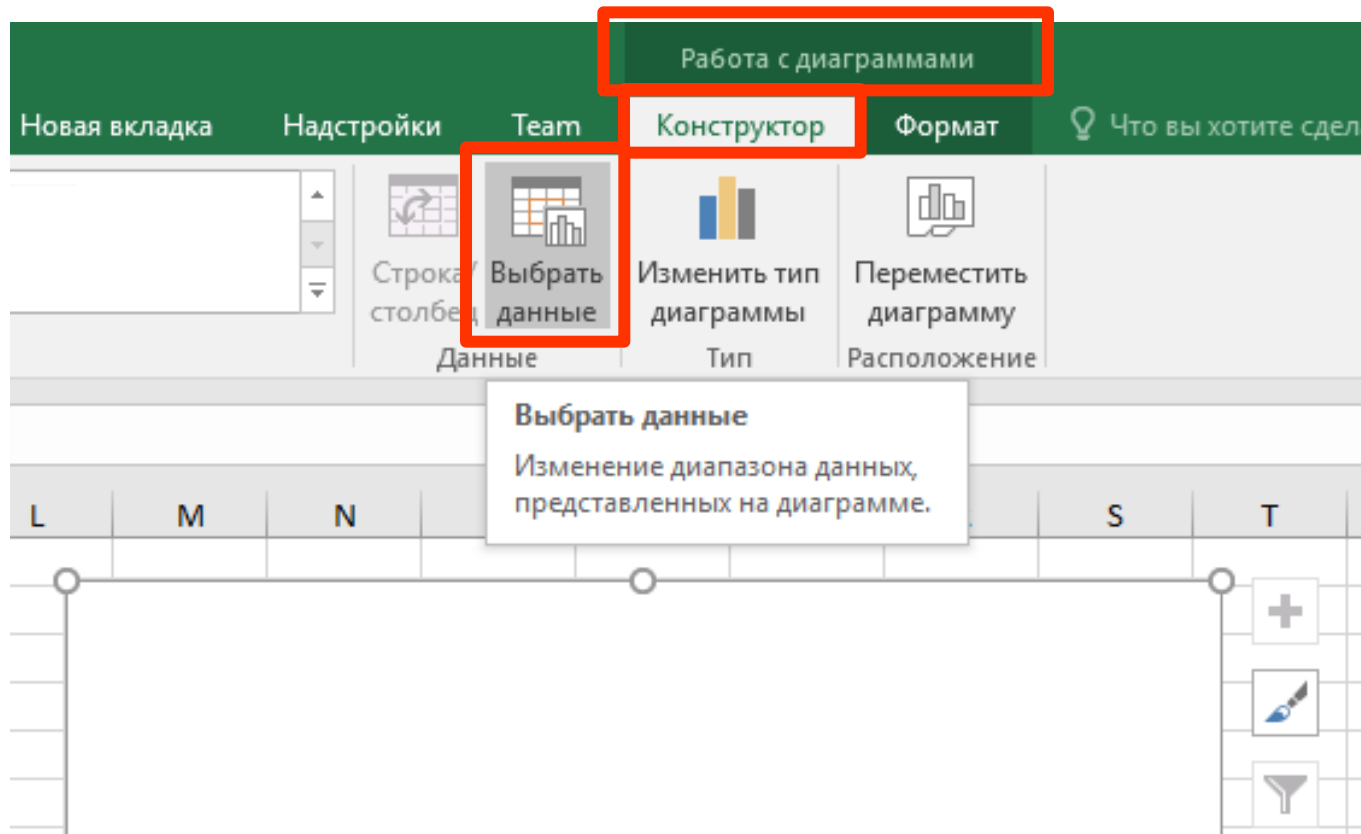 Работа с диаграммами
Новая вкладка Надстройки Team Конструктор Формат Что вы хотите сдел
Строка/ Выбрать Изменить тип Переместить
столбец данные диаграммы диаграмму
Данные Тип Расположение
Выбрать данные
Изменение диапазона данных,
представленных на диаграмме.
L M N S T